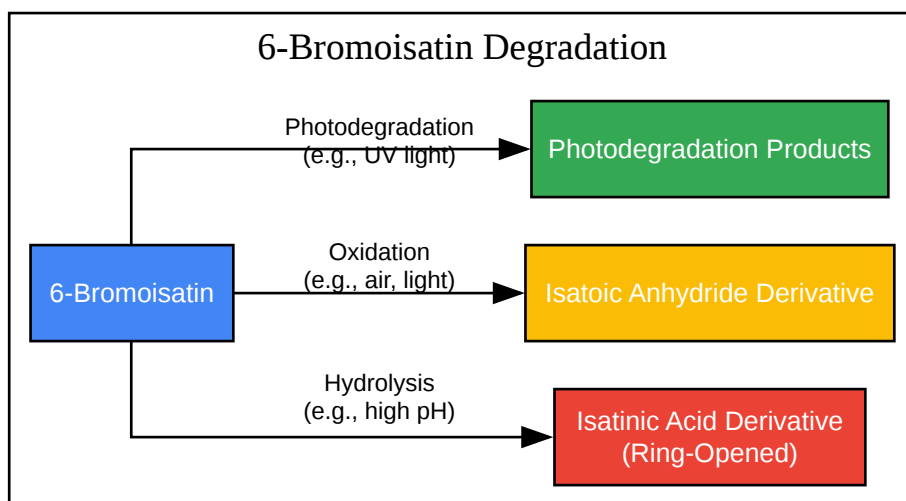 6-Bromoisatin Degradation
Photodegradation
(e.g., UV light)
Photodegradation Products
Oxidation
(e.g., air, light)
6-Bromoisatin
Isatoic Anhydride Derivative
Hydrolysis
(e.g., high pH)
Isatinic Acid Derivative
(Ring-Opened)